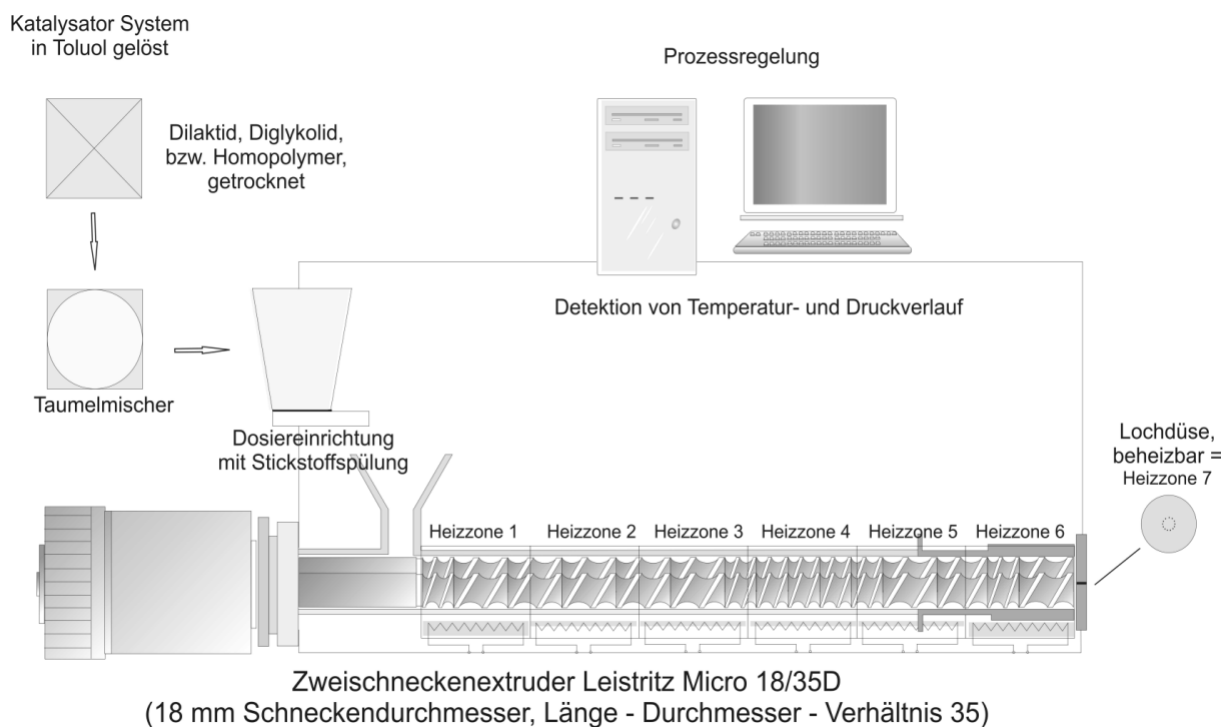 Katalysator System
in Toluol gelöst
Prozessregelung
Dilaktid, Diglykolid,
bzw. Homopolymer,
getrocknet
Detektion von Temperatur- und Druckverlauf
Taumelmischer
Dosiereinrichtung
mit Stickstoffspülung
Lochdüse,
beheizbar =
Heizzone 7
Heizzone 1 Heizzone 2 Heizzone 3 Heizzone 4 Heizzone 5 Heizzone 6
Zweischneckenextruder Leistritz Micro 18/35D
(18 mm Schneckendurchmesser, Länge - Durchmesser - Verhältnis 35)